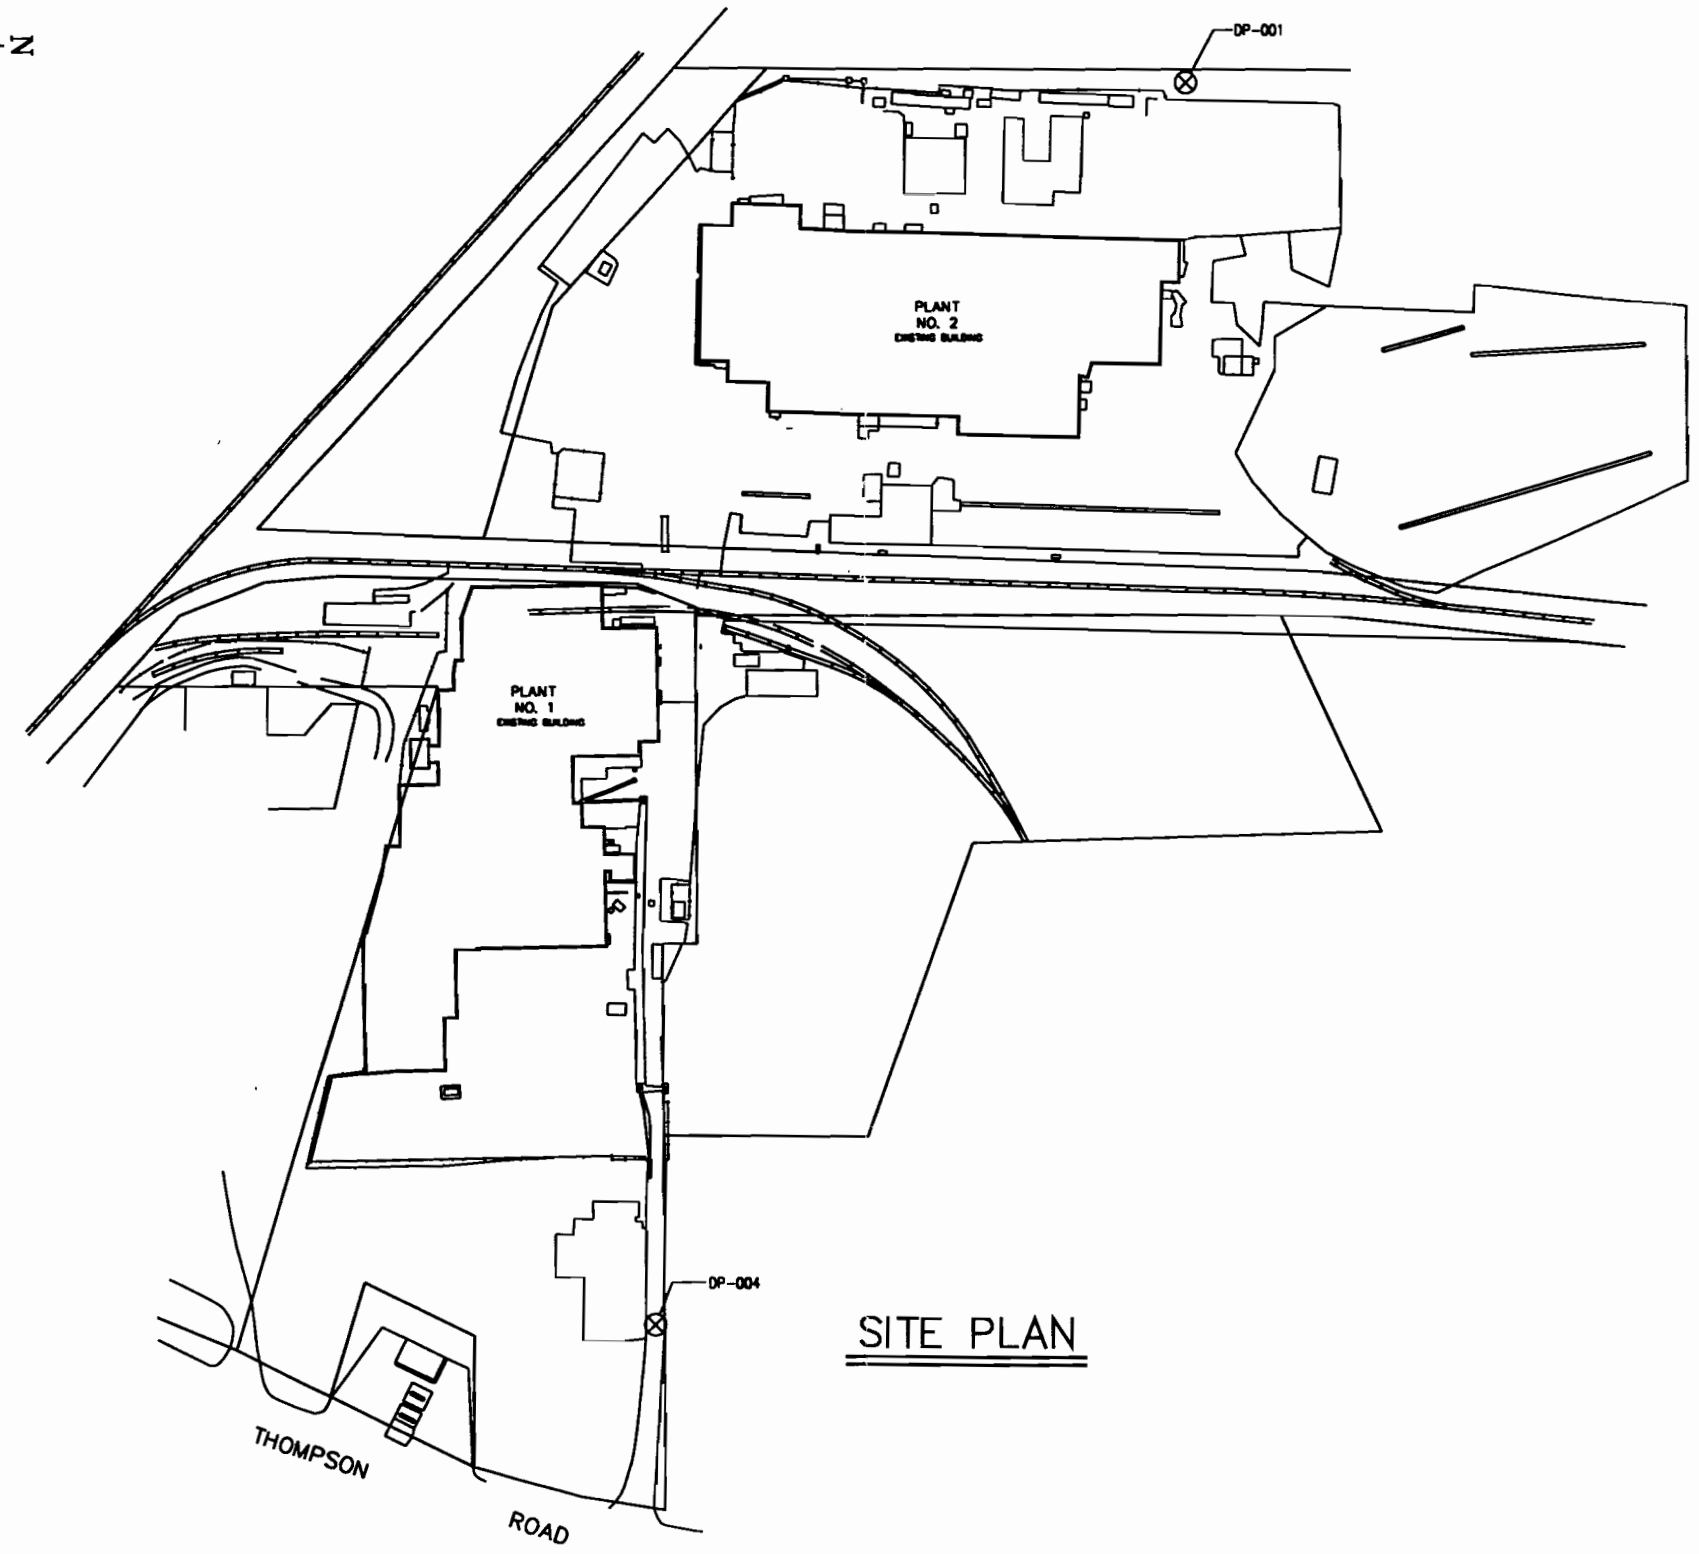 N
DP-001
PLANT
NO. 2
EXISTING BUILDING
PLANT
NO. 1
EXISTING BUILDING
DP-004
SITE PLAN
THOMPSON
ROAD